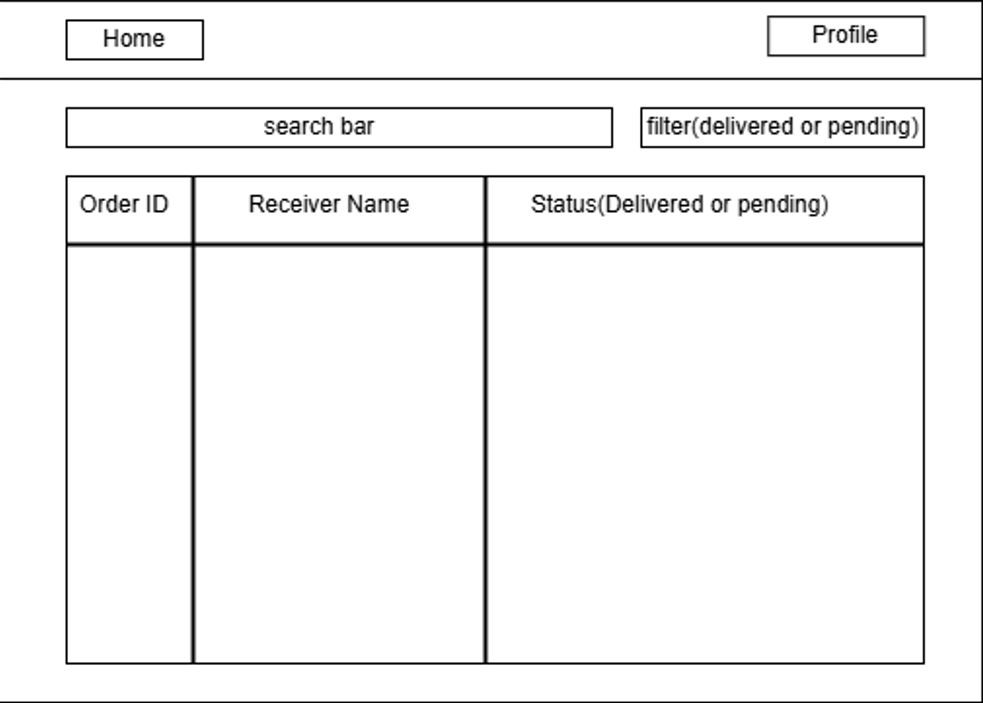 Home
Profile
search bar
filter(delivered or pending)
Order ID
Receiver Name
Status(Delivered or pending)